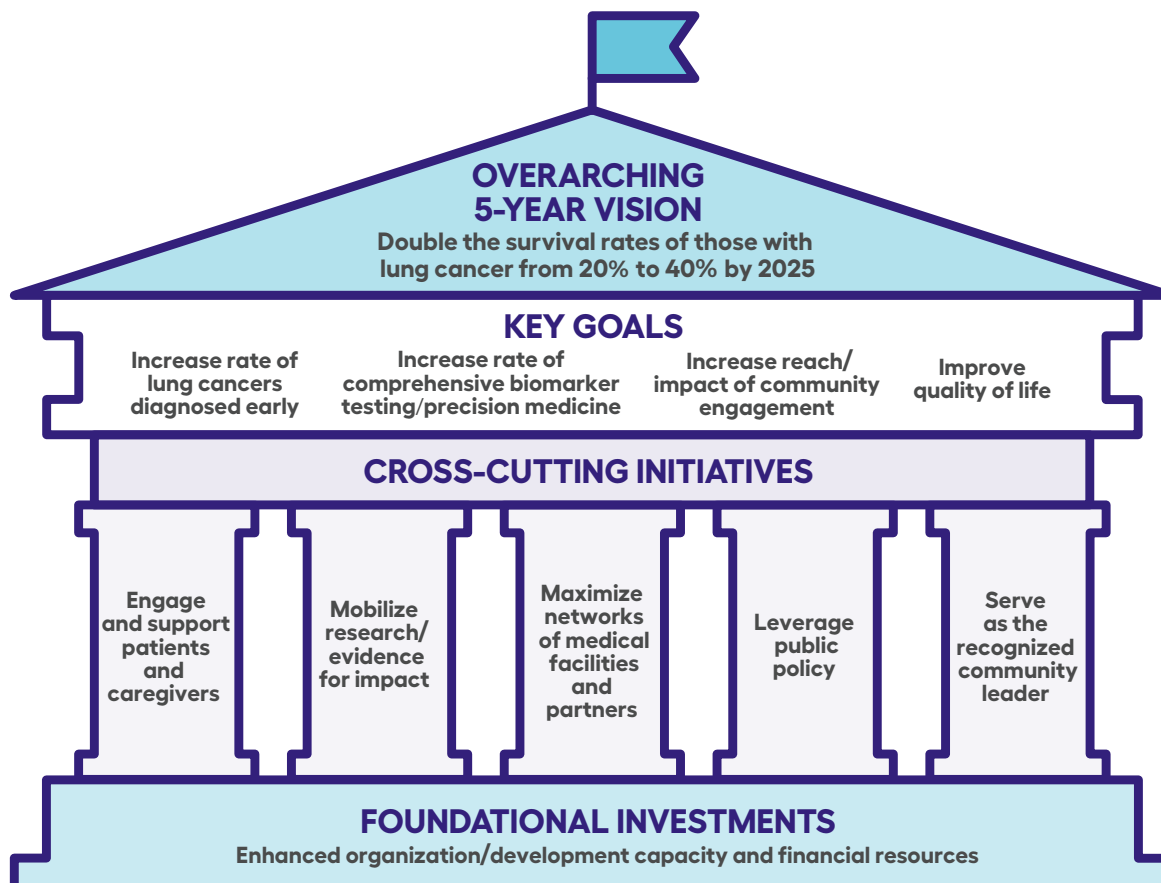 OVERARCHING
5-YEAR VISION
Double the survival rates of those with
lung cancer from 20% to 40% by 2025
KEY GOALS
Increase rate of
lung cancers
diagnosed early
Increase rate of
comprehensive biomarker
testing/precision medicine
Increase reach/
impact of community
engagement
Improve
quality of life
CROSS-CUTTING INITIATIVES
Engage
and support
patients
and
caregivers
Mobilize
research/
evidence
for impact
Maximize
networks
of medical
facilities
and
partners
Leverage
public
policy
Serve
as the
recognized
community
leader
FOUNDATIONAL INVESTMENTS
Enhanced organization/development capacity and financial resources